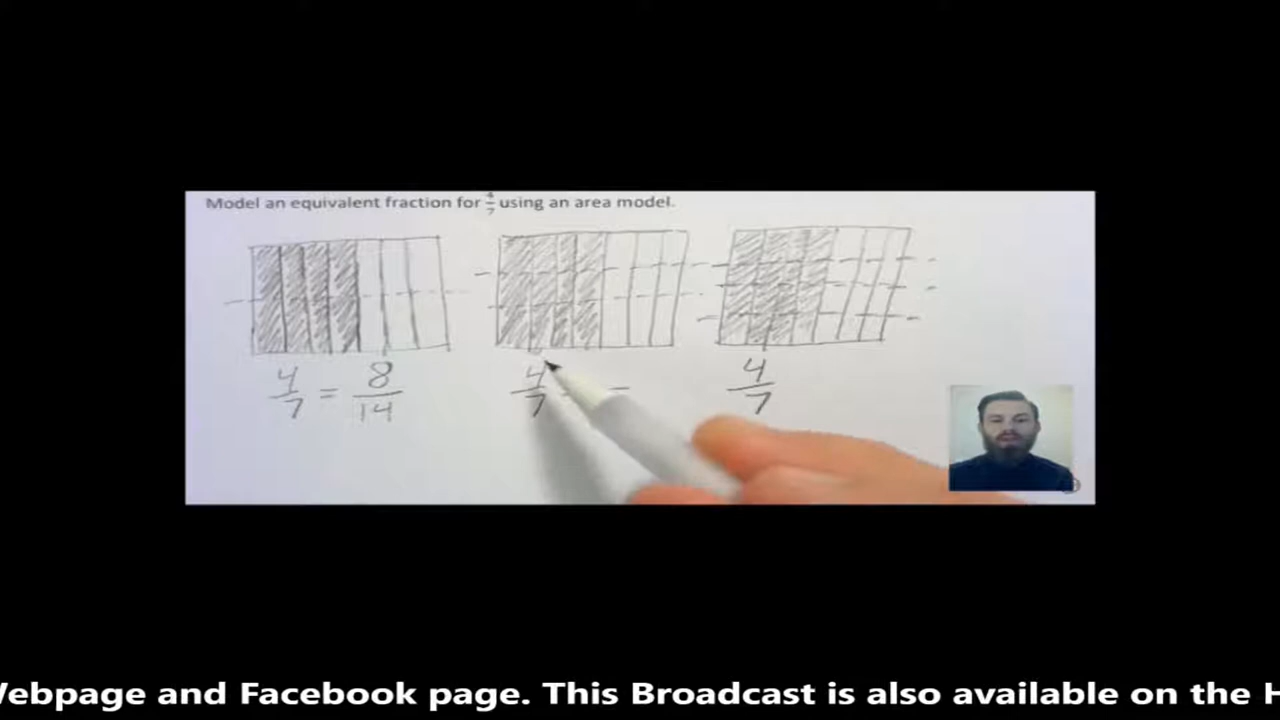 Model an equivalent fraction for 4/7 using an area model.
4/7 = 8/14
4/7 = —
4/7
Webpage and Facebook page. This Broadcast is also available on the H